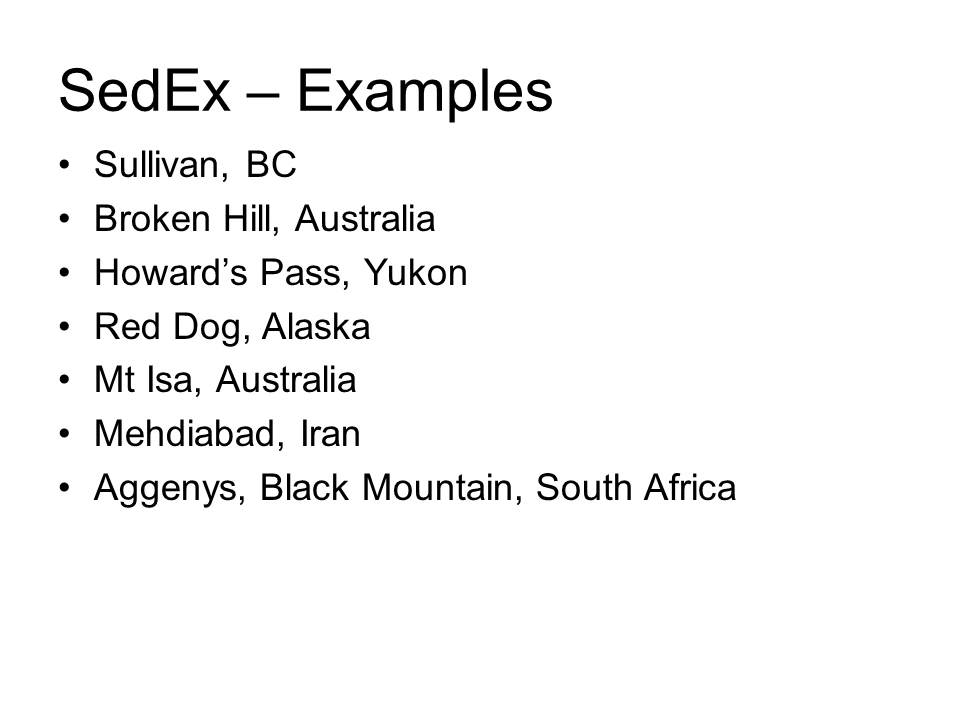 SedEx – Examples
• Sullivan, BC
• Broken Hill, Australia
• Howard’s Pass, Yukon
• Red Dog, Alaska
• Mt Isa, Australia
• Mehdiabad, Iran
• Aggenys, Black Mountain, South Africa